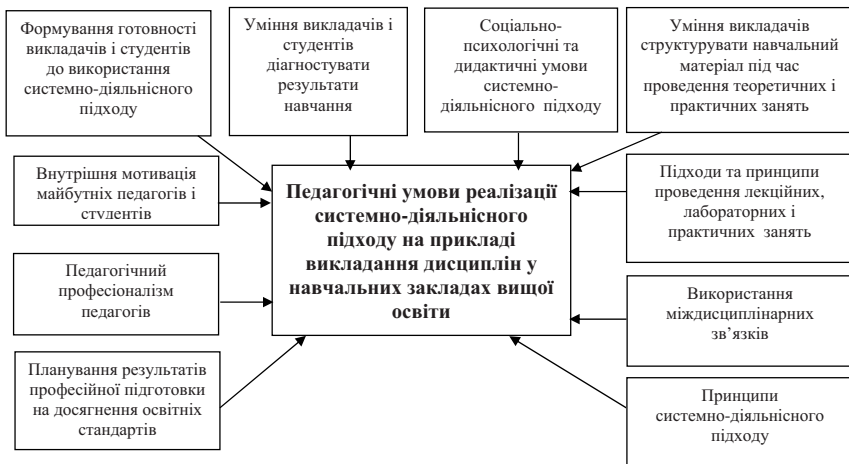 Формування готовності
викладачів і студентів
до використання
системно-діяльнісного
підходу
Уміння викладачів і
студентів
діагностувати
результати
навчання
Соціально-
психологічні та
дидактичні умови
системно-
діяльнісного підходу
Уміння викладачів
структурувати навчальний
матеріал під час
проведення теоретичних і
практичних занять
Внутрішня мотивація
майбутніх педагогів і
студентів
Педагогічні умови реалізації
системно-діяльнісного
підходу на прикладі
викладання дисциплін у
навчальних закладах вищої
освіти
Підходи та принципи
проведення лекційних,
лабораторних і
практичних занять
Педагогічний
професіоналізм
педагогів
Використання
міждисциплінарних
зв'язків
Планування результатів
професійної підготовки
на досягнення освітніх
стандартів
Принципи
системно-діяльнісного
підходу